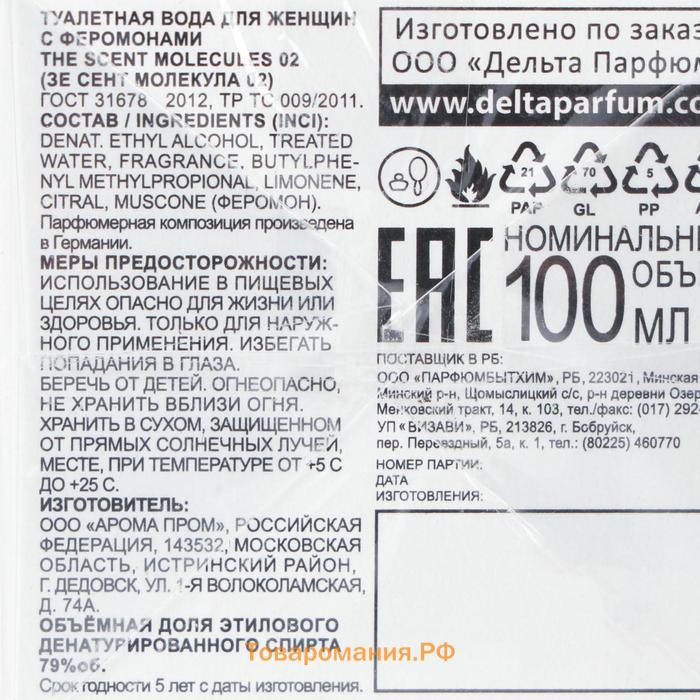 ТУАЛЕТНАЯ ВОДА ДЛЯ ЖЕНЩИН
С ФЕРОМОНАМИ
THE SCENT MOLECULES 02
(ЗЕ СЕНТ МОЛЕКУЛА 02)
ГОСТ 31678 2012, ТР ТС 009/2011.
СОСТАВ / INGREDIENTS (INCI):
DENAT. ETHYL ALCOHOL, TREATED
WATER, FRAGRANCE, BUTYLPHE-
NYL METHYLPROPIONAL, LIMONENE,
CITRAL, MUSCONE (ФЕРОМОН).
Парфюмерная композиция произведена
в Германии.
МЕРЫ ПРЕДОСТОРОЖНОСТИ:
ИСПОЛЬЗОВАНИЕ В ПИЩЕВЫХ
ЦЕЛЯХ ОПАСНО ДЛЯ ЖИЗНИ ИЛИ
ЗДОРОВЬЯ. ТОЛЬКО ДЛЯ НАРУЖ-
НОГО ПРИМЕНЕНИЯ. ИЗБЕГАТЬ
ПОПАДАНИЯ В ГЛАЗА.
БЕРЕЧЬ ОТ ДЕТЕЙ. ОГНЕОПАСНО,
НЕ ХРАНИТЬ ВБЛИЗИ ОГНЯ.
ХРАНИТЬ В СУХОМ, ЗАЩИЩЕННОМ
ОТ ПРЯМЫХ СОЛНЕЧНЫХ ЛУЧЕЙ,
МЕСТЕ, ПРИ ТЕМПЕРАТУРЕ ОТ +5 С
ДО +25 С.
ИЗГОТОВИТЕЛЬ:
ООО «АРОМА ПРОМ», РОССИЙСКАЯ
ФЕДЕРАЦИЯ, 143532, МОСКОВСКАЯ
ОБЛАСТЬ, ИСТРИНСКИЙ РАЙОН,
Г. ДЕДОВСК, УЛ. 1-Я ВОЛОКОЛАМСКАЯ,
Д. 74А.
ОБЪЁМНАЯ ДОЛЯ ЭТИЛОВОГО
ДЕНАТУРИРОВАННОГО СПИРТА
79%об.
Срок годности 5 лет с даты изготовления.
Изготовлено по заказ
ООО «Дельта Парфюм
www.deltaparfum.co
21 70 5
PAP GL PP
EAC
НОМИНАЛЬН
ОБЪ
100 МЛ
ПОСТАВЩИК В РБ:
ООО «ПАРФЮМБЫТХИМ», РБ, 223021, Минская
Минский р-н, Щомыслицкий с/с, р-н деревни Озер
Менковский тракт, 14, к. 103, тел./факс: (017) 292-
УП «ВИЗАВИ», РБ, 213826, г. Бобруйск,
пер. Переездный, 5а, к. 1, тел.: (80225) 460770
НОМЕР ПАРТИИ:
ДАТА
ИЗГОТОВЛЕНИЯ:
Товаромания.РФ